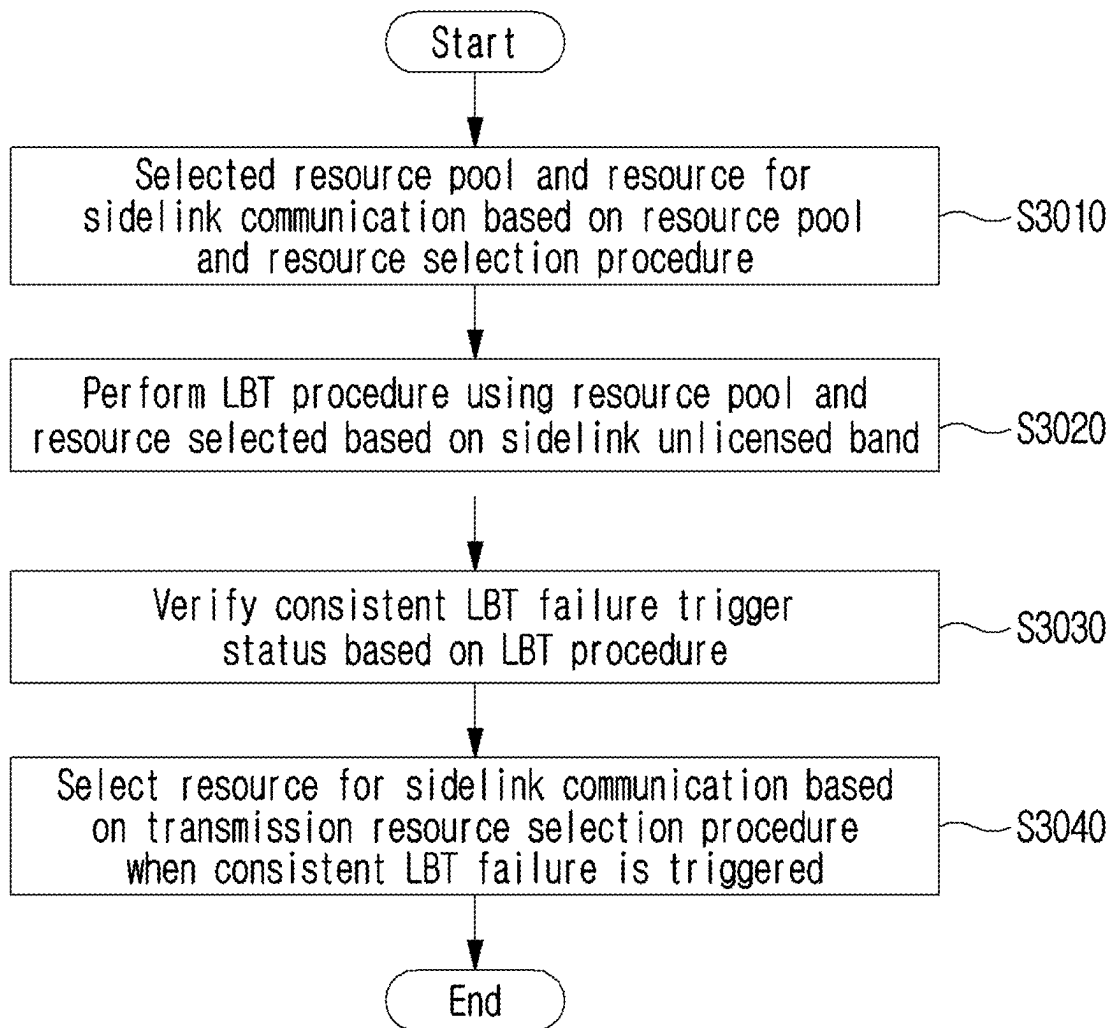 Start
Selected resource pool and resource for
sidelink communication based on resource pool
and resource selection procedure
S3010
Perform LBT procedure using resource pool and
resource selected based on sidelink unlicensed band
S3020
Verify consistent LBT failure trigger
status based on LBT procedure
S3030
Select resource for sidelink communication based
on transmission resource selection procedure
when consistent LBT failure is triggered
S3040
End